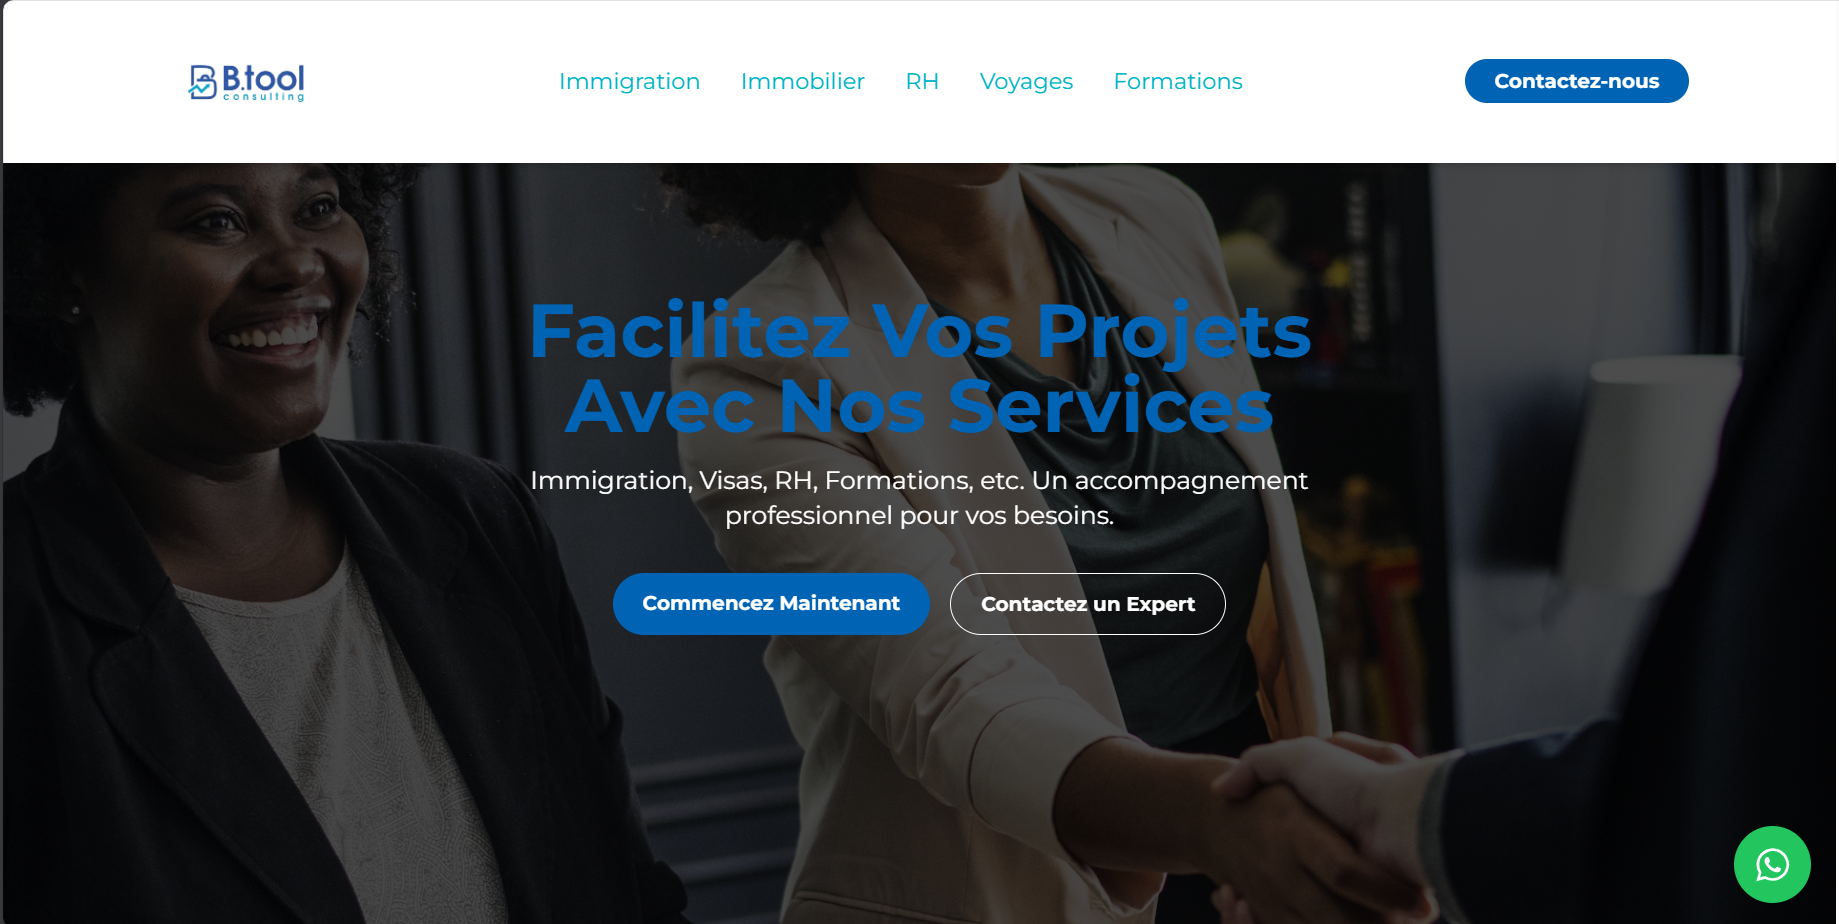 B.tool
consulting
Immigration
Immobilier
RH
Voyages
Formations
Contactez-nous
Facilitez Vos Projets
Avec Nos Services
Immigration, Visas, RH, Formations, etc. Un accompagnement
professionnel pour vos besoins.
Commencez Maintenant
Contactez un Expert